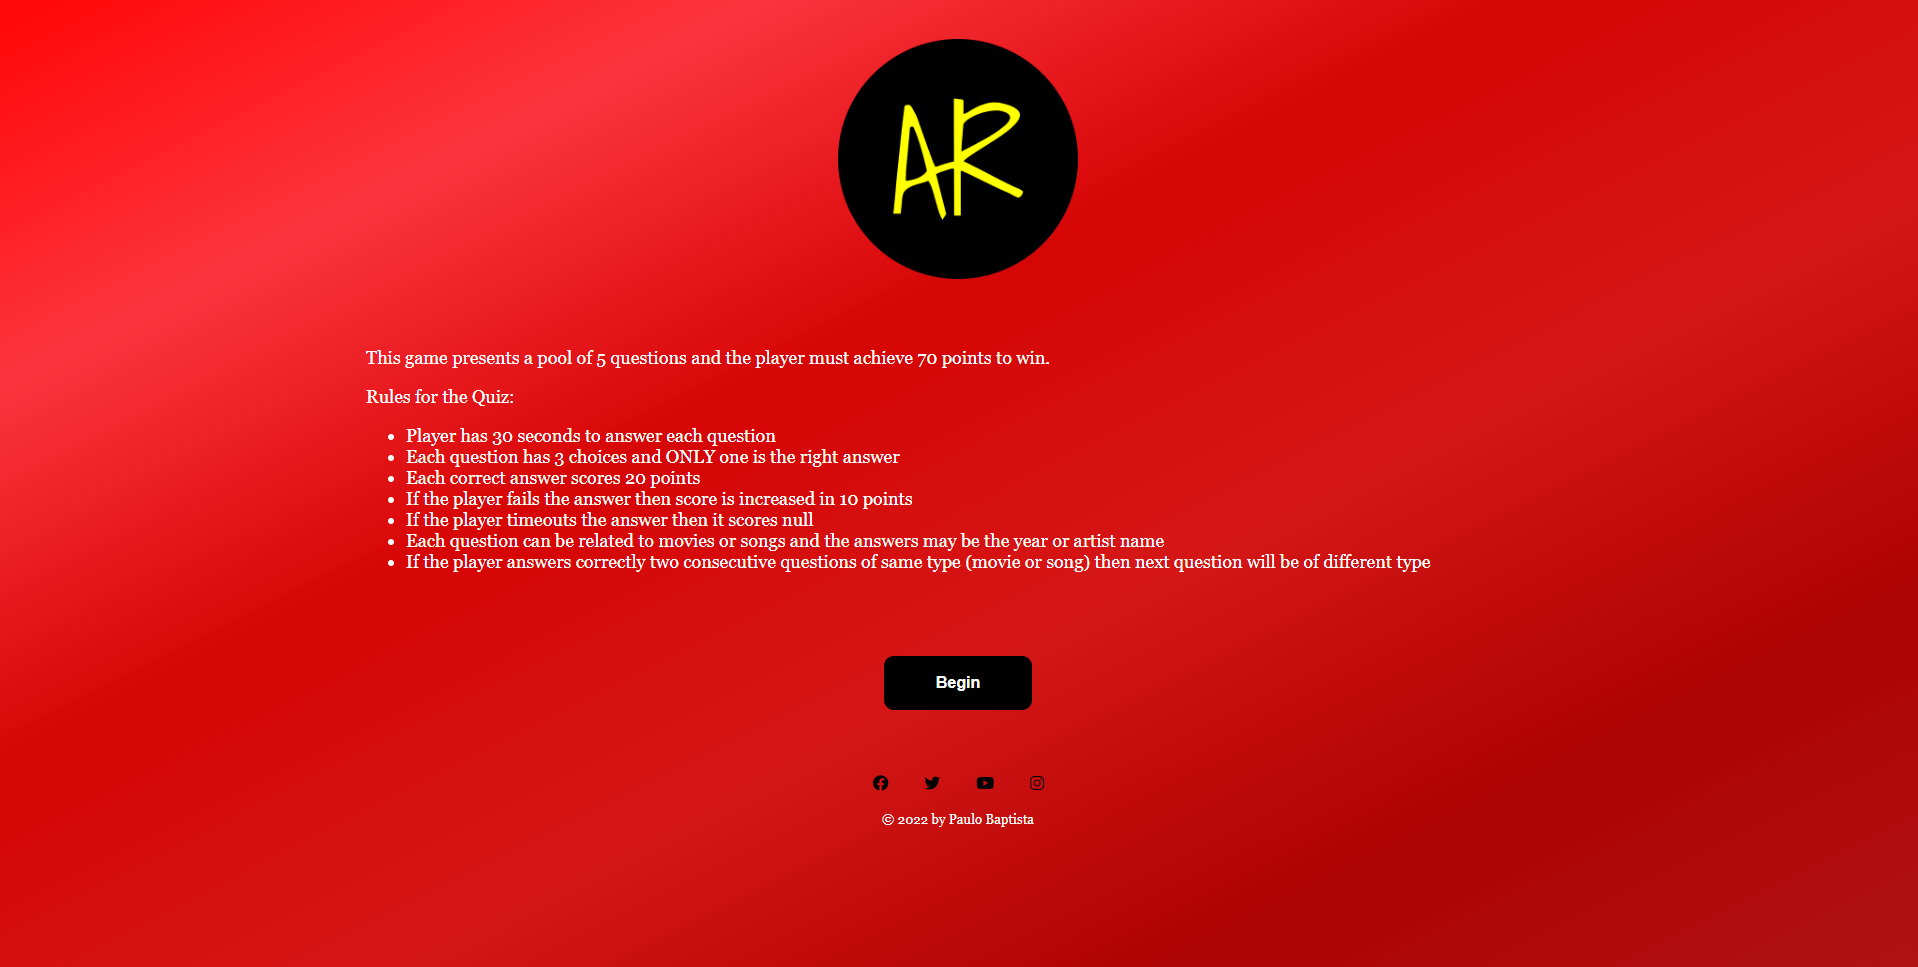 AR
This game presents a pool of 5 questions and the player must achieve 70 points to win.
Rules for the Quiz:
Player has 30 seconds to answer each question
Each question has 3 choices and ONLY one is the right answer
Each correct answer scores 20 points
If the player fails the answer then score is increased in 10 points
If the player timeouts the answer then it scores null
Each question can be related to movies or songs and the answers may be the year or artist name
If the player answers correctly two consecutive questions of same type (movie or song) then next question will be of different type
Begin
© 2022 by Paulo Baptista